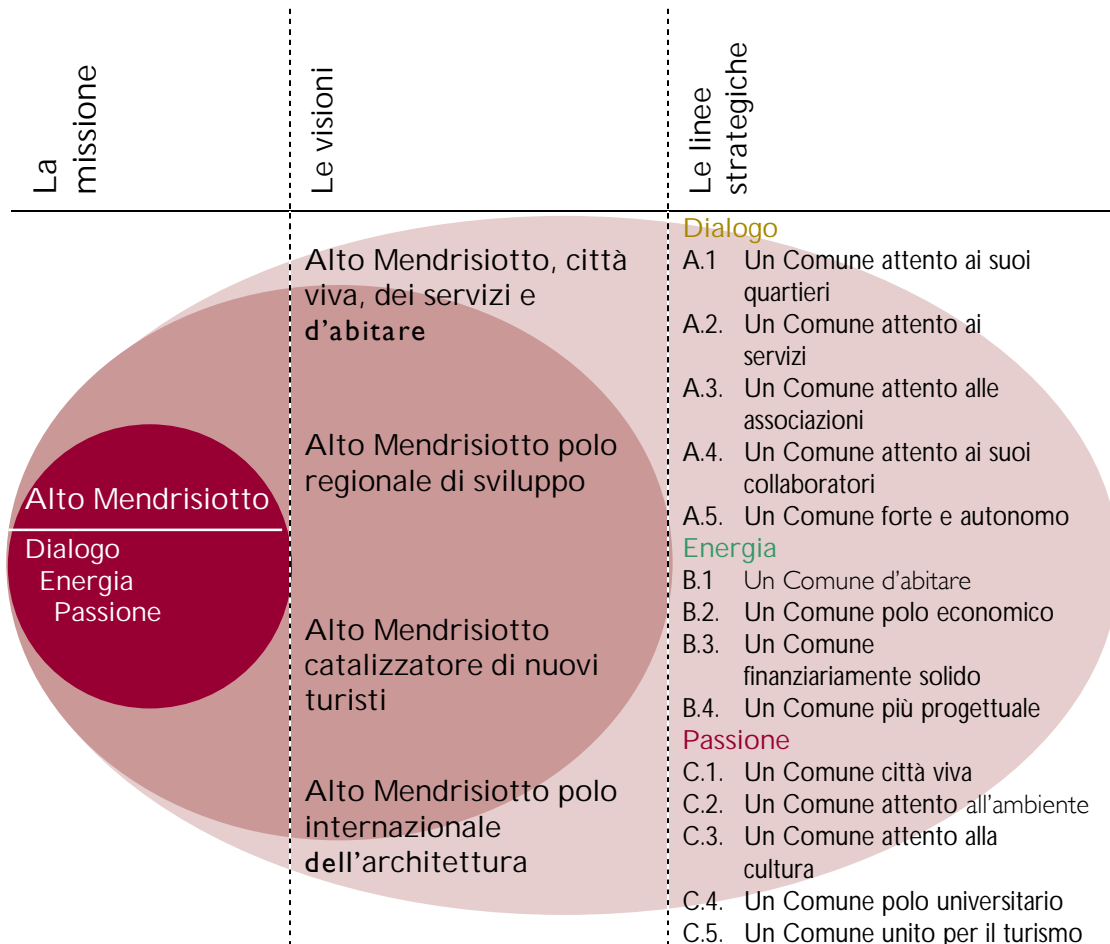 La
missione
Le visioni
Le linee
strategiche
Alto Mendrisiotto
Dialogo
Energia
Passione
Alto Mendrisiotto, città
viva, dei servizi e
d'abitare
Alto Mendrisiotto polo
regionale di sviluppo
Alto Mendrisiotto
catalizzatore di nuovi
turisti
Alto Mendrisiotto polo
internazionale
dell'architettura
Dialogo
A.1 Un Comune attento ai suoi
quartieri
A.2. Un Comune attento ai
servizi
A.3. Un Comune attento alle
associazioni
A.4. Un Comune attento ai suoi
collaboratori
A.5. Un Comune forte e autonomo
Energia
B.1 Un Comune d'abitare
B.2. Un Comune polo economico
B.3. Un Comune
finanziariamente solido
B.4. Un Comune più progettuale
Passione
C.1. Un Comune città viva
C.2. Un Comune attento all'ambiente
C.3. Un Comune attento alla
cultura
C.4. Un Comune polo universitario
C.5. Un Comune unito per il turismo